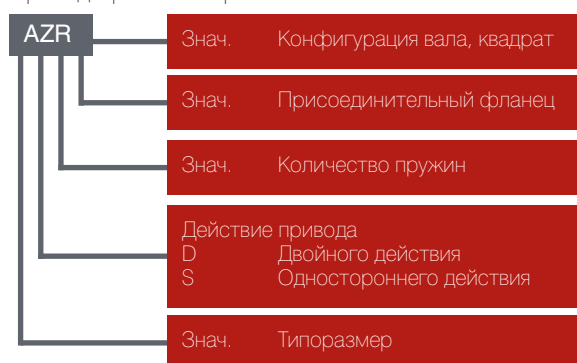 AZR
Знач. Конфигурация вала, квадрат
Знач. Присоединительный фланец
Знач. Количество пружин
Действие привода
D Двойного действия
S Одностороннего действия
Знач. Типоразмер